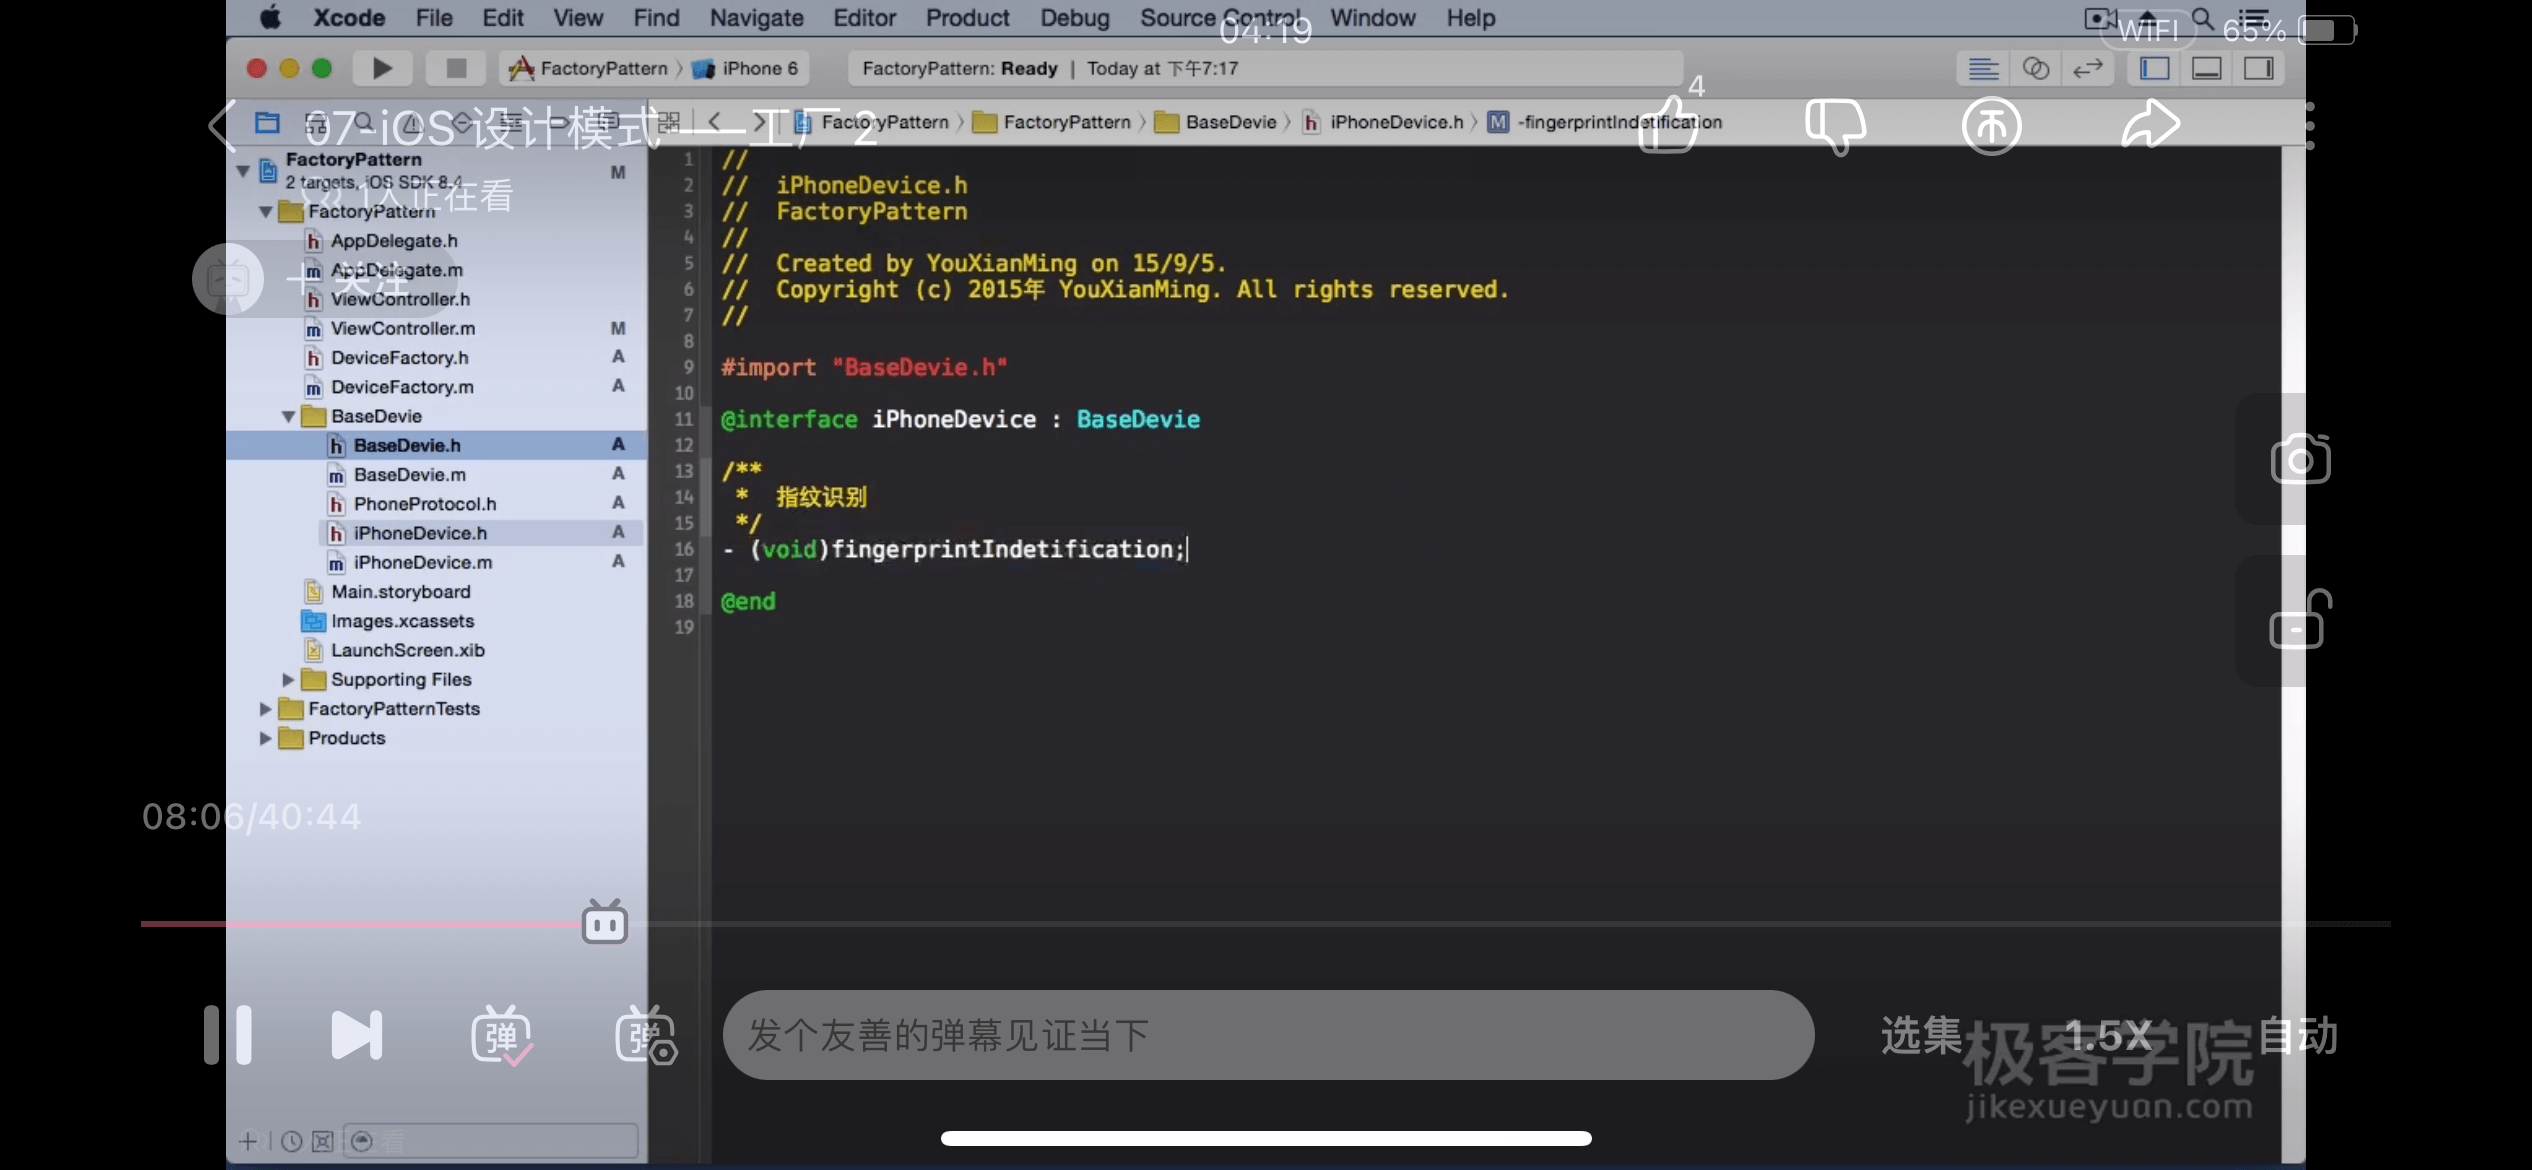 Xcode File Edit View Find Navigate Editor Product Debug Source Control Window Help
04:19
WIFI 65%
FactoryPattern iPhone 6
FactoryPattern: Ready | Today at 下午7:17
4
07-iOS 设计模式——工厂 2
FactoryPattern FactoryPattern BaseDevie iPhoneDevice.h M -fingerprintIndetification
FactoryPattern
2 targets, iOS SDK 8.4 M
1人正在看
FactoryPattern
AppDelegate.h
AppDelegate.m
+ 关注
ViewController.h
ViewController.m M
DeviceFactory.h A
DeviceFactory.m A
BaseDevie
BaseDevie.h A
BaseDevie.m A
PhoneProtocol.h A
iPhoneDevice.h A
iPhoneDevice.m A
Main.storyboard
Images.xcassets
LaunchScreen.xib
Supporting Files
FactoryPatternTests
Products
1 //
2 // iPhoneDevice.h
3 // FactoryPattern
4 //
5 // Created by YouXianMing on 15/9/5.
6 // Copyright (c) 2015年 YouXianMing. All rights reserved.
7 //
8
9 #import "BaseDevie.h"
10
11 @interface iPhoneDevice : BaseDevie
12
13 /**
14 * 指纹识别
15 */
16 - (void)fingerprintIndetification;
17
18 @end
19
08:06/40:44
弹
弹
发个友善的弹幕见证当下
选集
1.5X
自动
极客学院
jikexueyuan.com